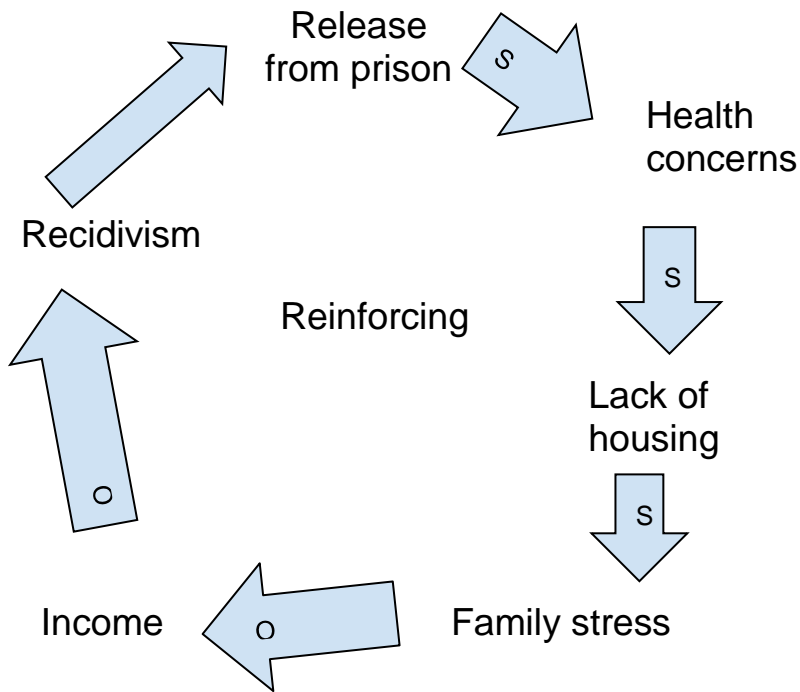 Release
from prison
S
Health
concerns
S
Lack of
housing
S
Family stress
O
Income
O
Recidivism
Reinforcing